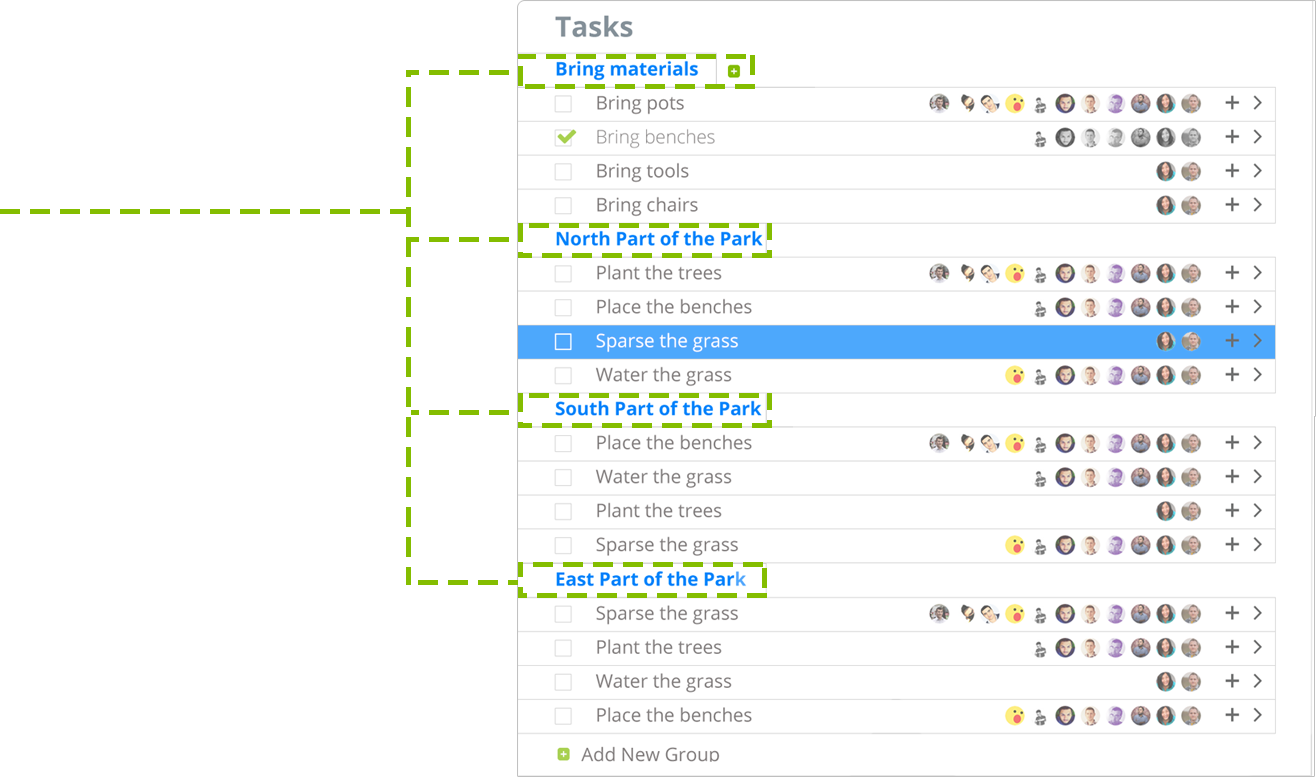 Tasks
Bring materials
Bring pots
Bring benches
Bring tools
Bring chairs
North Part of the Park
Plant the trees
Place the benches
Sparse the grass
Water the grass
South Part of the Park
Place the benches
Water the grass
Plant the trees
Sparse the grass
East Part of the Park
Sparse the grass
Plant the trees
Water the grass
Place the benches
Add New Group